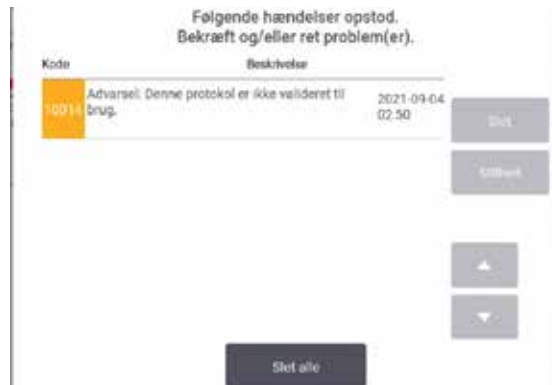 Følgende hændelser opstod.
Bekræft og/eller ret problem(er).
Kode Beskrivelse
10014 Advarsel: Denne protokol er ikke valideret til
brug.
2021-09-04
02:50
Slet
Stilhed
Slet alle